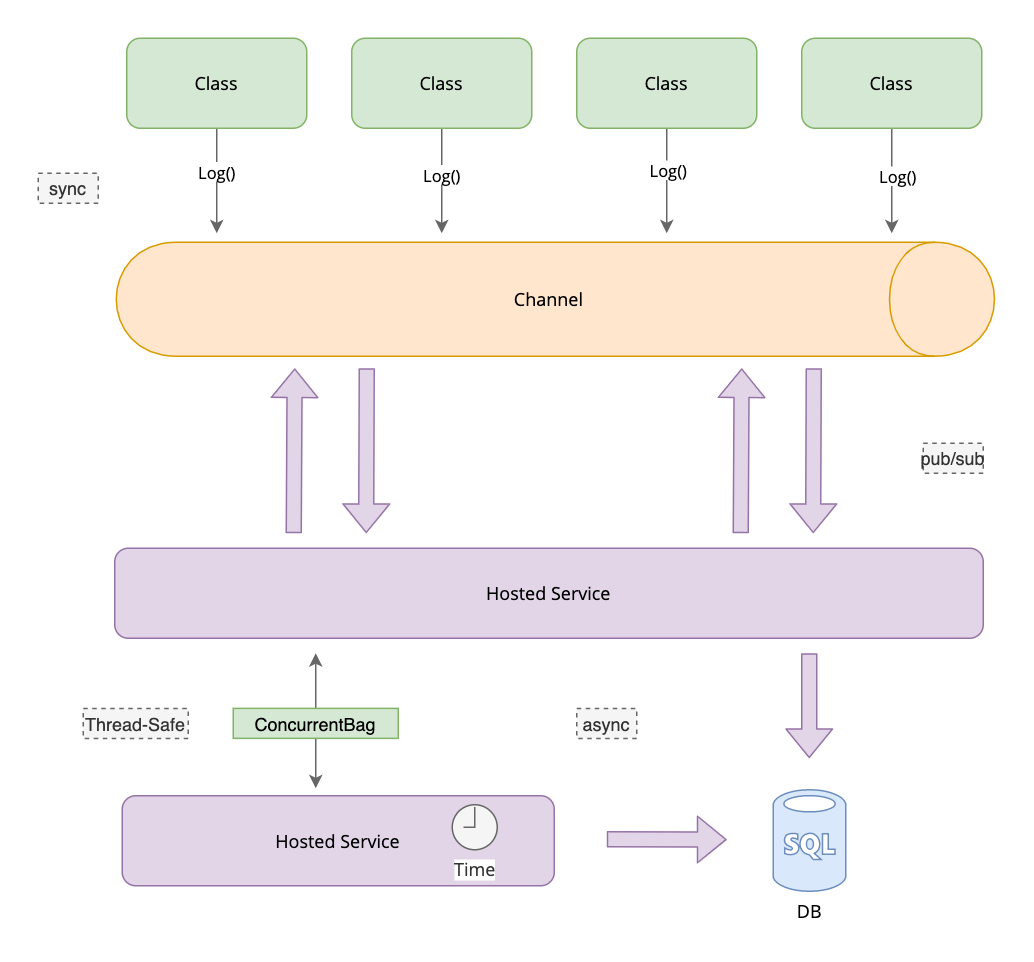 Class
Class
Class
Class
Log()
Log()
Log()
Log()
sync
Channel
pub/sub
Hosted Service
Thread-Safe
ConcurrentBag
async
Hosted Service
Time
SQL
DB